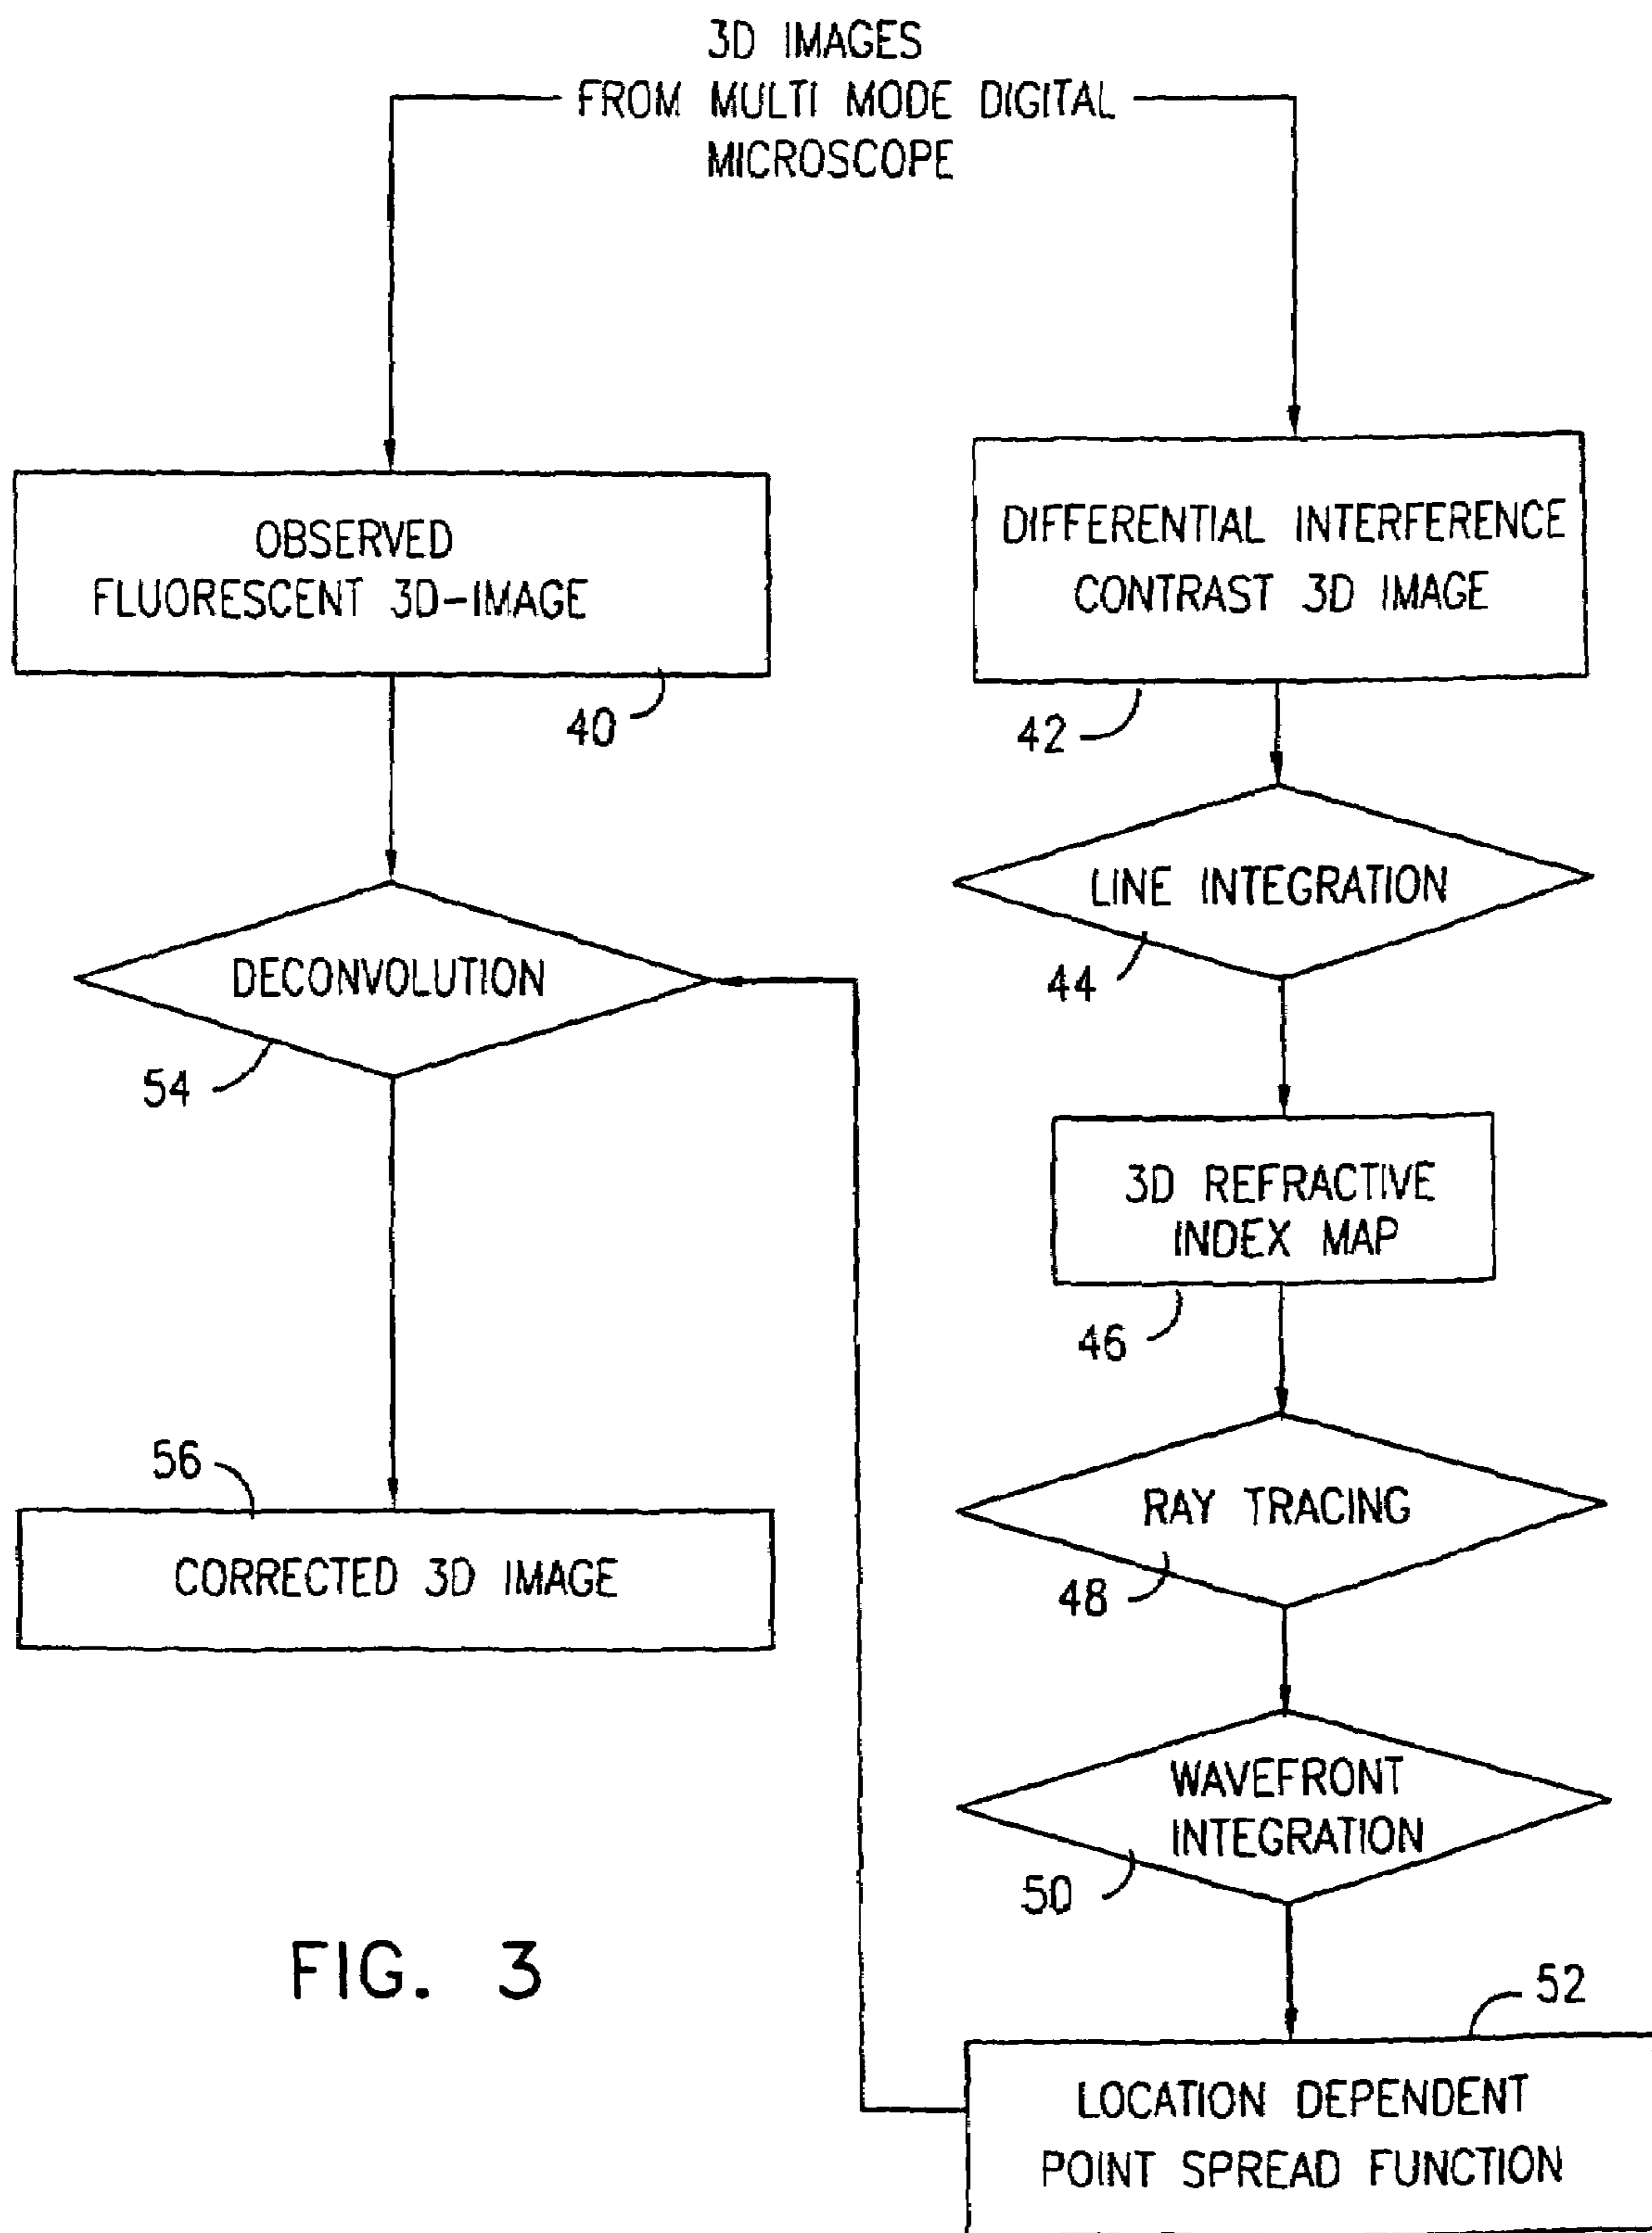 3D IMAGES
FROM MULTI MODE DIGITAL
MICROSCOPE
OBSERVED
FLUORESCENT 3D-IMAGE
40
DIFFERENTIAL INTERFERENCE
CONTRAST 3D IMAGE
42
LINE INTEGRATION
44
DECONVOLUTION
54
3D REFRACTIVE
INDEX MAP
46
56
CORRECTED 3D IMAGE
RAY TRACING
48
WAVEFRONT
INTEGRATION
50
FIG. 3
52
LOCATION DEPENDENT
POINT SPREAD FUNCTION